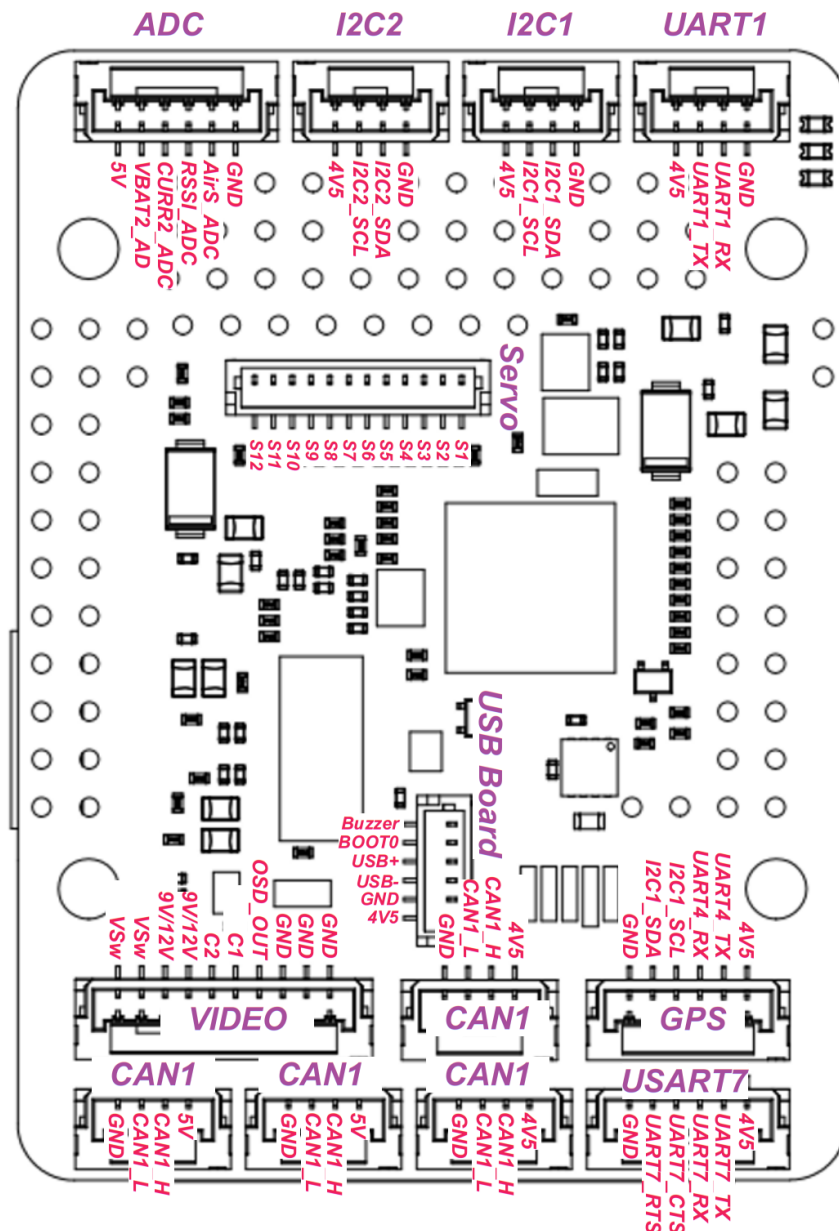 ADC
I2C2
I2C1
UART1
5V
VBAT2_AD
CURR2_ADC
RSSI_ADC
AirS_ADC
GND
4V5
I2C2_SCL
I2C2_SDA
GND
4V5
I2C1_SCL
I2C1_SDA
GND
4V5
UART1_TX
UART1_RX
GND
Servo
S12
S11
S10
S9
S8
S7
S6
S5
S4
S3
S2
S1
USB Board
Buzzer
BOOT0
USB+
USB-
GND
4V5
VSw
VSw
9V/12V
9V/12V
C2
C1
OSD_OUT
GND
GND
GND
GND
CAN1_L
CAN1_H
4V5
GND
I2C1_SDA
I2C1_SCL
UART4_RX
UART4_TX
4V5
VIDEO
CAN1
GPS
CAN1
CAN1
CAN1
USART7
GND
CAN1_L
CAN1_H
5V
GND
CAN1_L
CAN1_H
5V
GND
CAN1_L
CAN1_H
4V5
GND
UART7_RTS
UART7_CTS
UART7_RX
UART7_TX
4V5